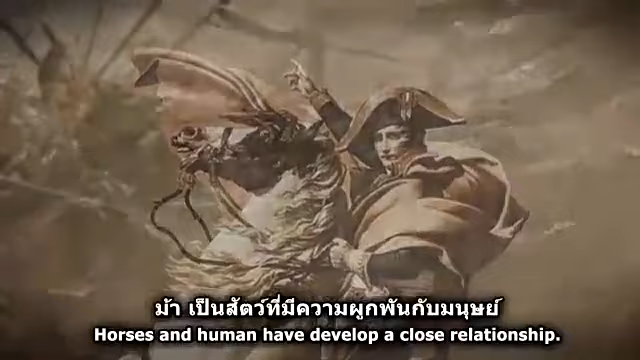 ม้า เป็นสัตว์ที่มีความผูกพันกับมนุษย์
Horses and human have develop a close relationship.